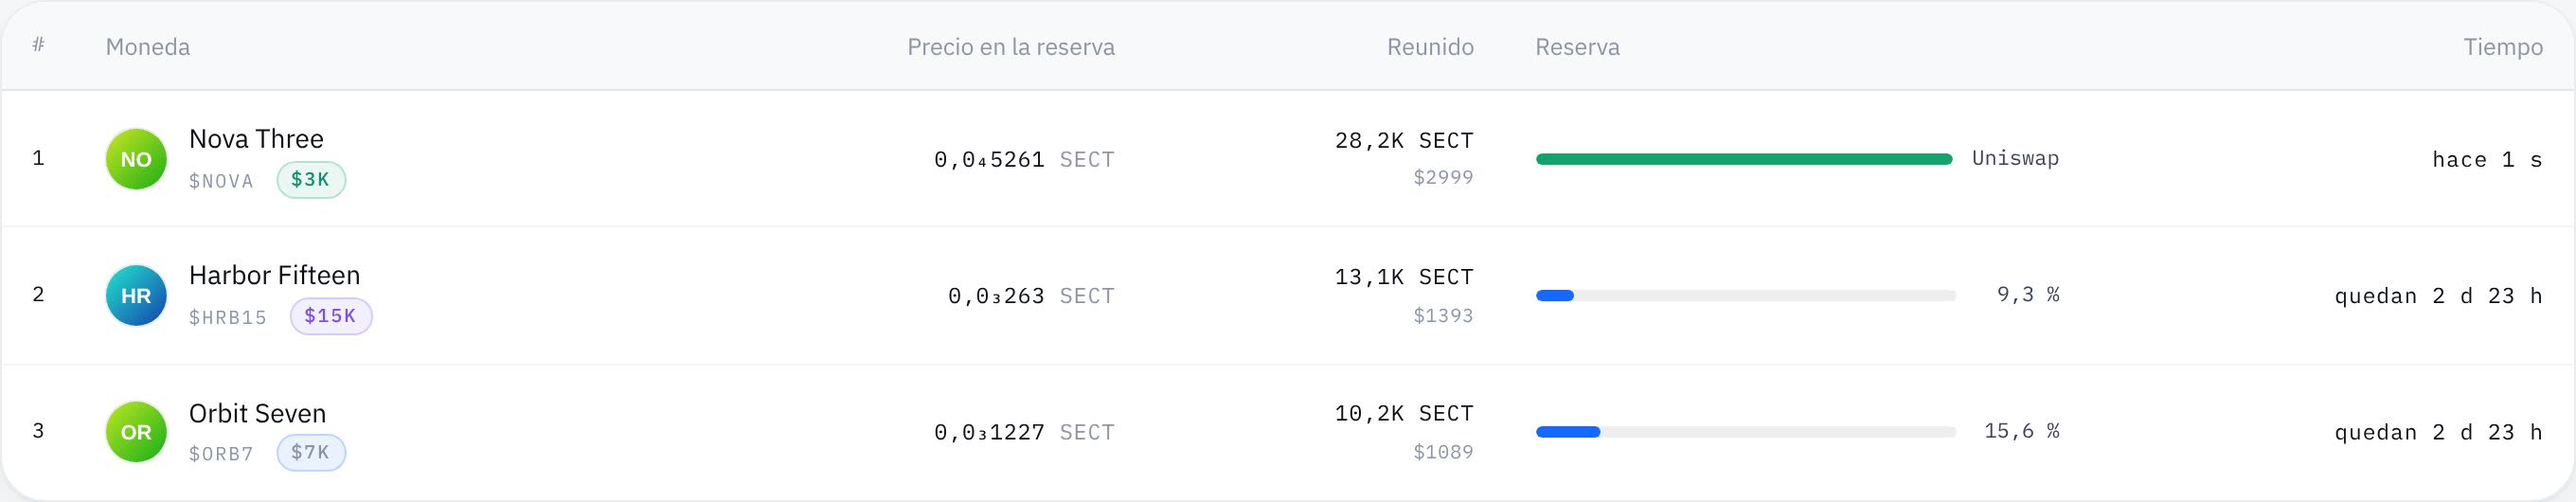 # Moneda Precio en la reserva Reunido Reserva Tiempo
1 NO Nova Three 0,0₄5261 SECT 28,2K SECT Uniswap hace 1 s
$NOVA $3K $2999
2 HR Harbor Fifteen 0,0₃263 SECT 13,1K SECT 9,3 % quedan 2 d 23 h
$HRB15 $15K $1393
3 OR Orbit Seven 0,0₃1227 SECT 10,2K SECT 15,6 % quedan 2 d 23 h
$ORB7 $7K $1089